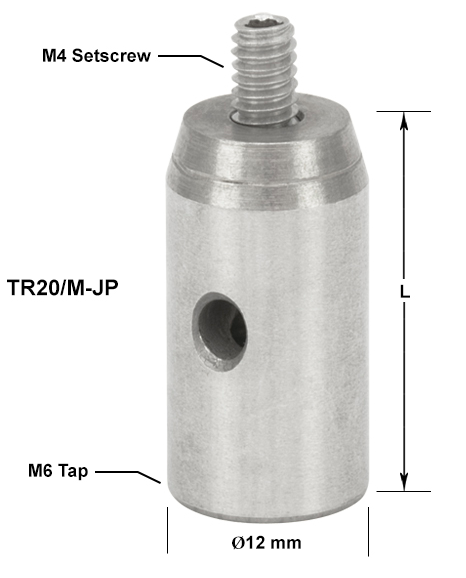 M4 Setscrew
TR20/M-JP
L
M6 Tap
Ø12 mm